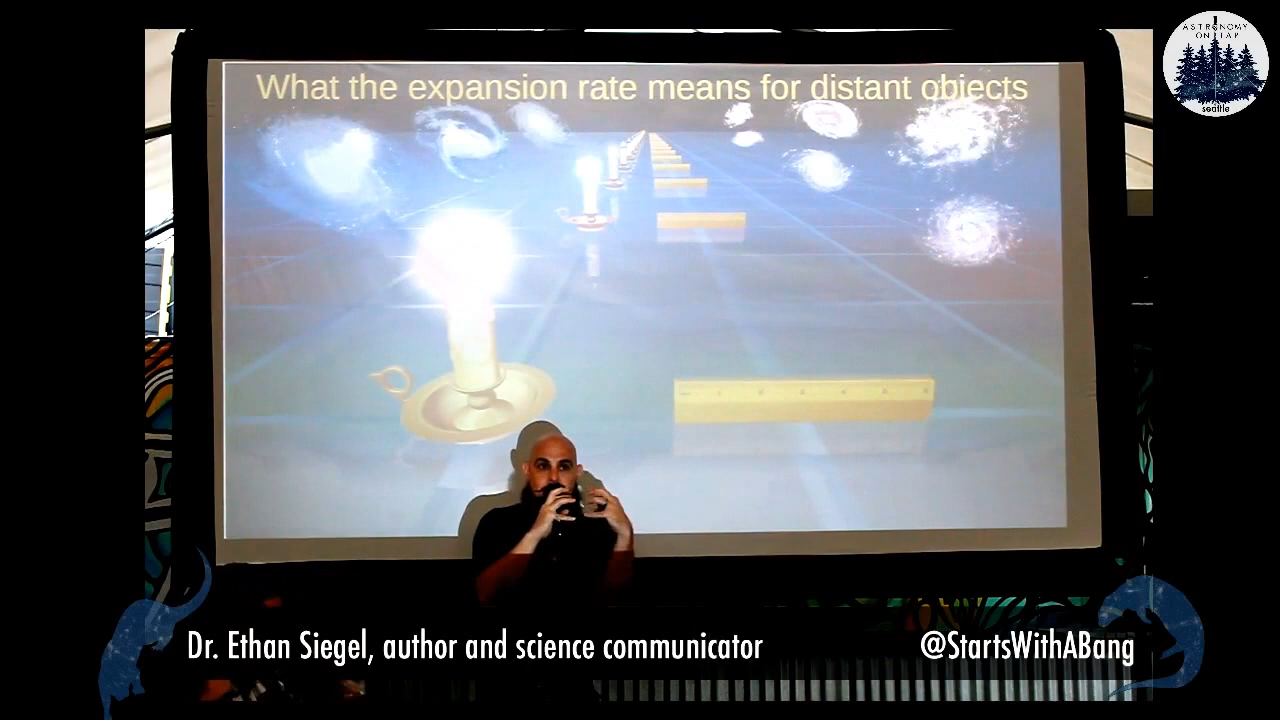 ASTRONOMY
ON TAP
seattle
What the expansion rate means for distant objects
Dr. Ethan Siegel, author and science communicator
@StartsWithABang